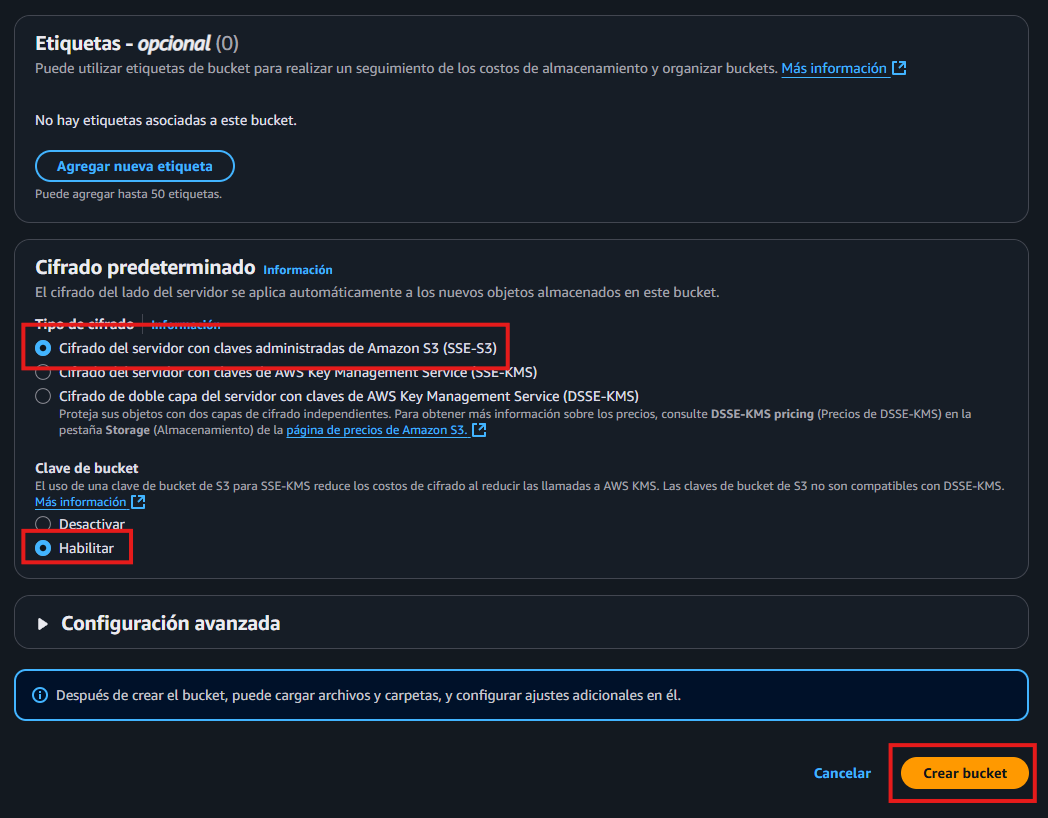 Etiquetas - opcional (0)
Puede utilizar etiquetas de bucket para realizar un seguimiento de los costos de almacenamiento y organizar buckets. Más información
No hay etiquetas asociadas a este bucket.
Agregar nueva etiqueta
Puede agregar hasta 50 etiquetas.
Cifrado predeterminado Información
El cifrado del lado del servidor se aplica automáticamente a los nuevos objetos almacenados en este bucket.
Tipo de cifrado Información
Cifrado del servidor con claves administradas de Amazon S3 (SSE-S3)
Cifrado del servidor con claves de AWS Key Management Service (SSE-KMS)
Cifrado de doble capa del servidor con claves de AWS Key Management Service (DSSE-KMS)
Proteja sus objetos con dos capas de cifrado independientes. Para obtener más información sobre los precios, consulte DSSE-KMS pricing (Precios de DSSE-KMS) en la
pestaña Storage (Almacenamiento) de la página de precios de Amazon S3.
Clave de bucket
El uso de una clave de bucket de S3 para SSE-KMS reduce los costos de cifrado al reducir las llamadas a AWS KMS. Las claves de bucket de S3 no son compatibles con DSSE-KMS.
Más información
Desactivar
Habilitar
Configuración avanzada
Después de crear el bucket, puede cargar archivos y carpetas, y configurar ajustes adicionales en él.
Cancelar
Crear bucket